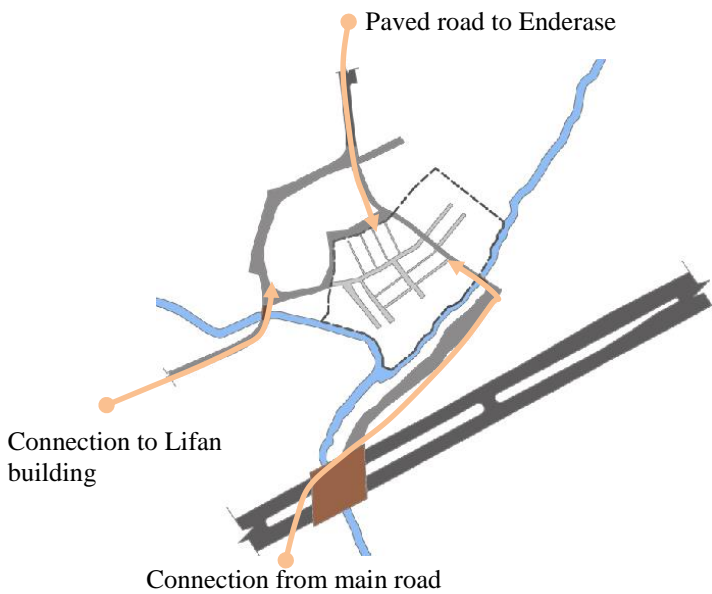 Paved road to Enderase
Connection to Lifan
building
Connection from main road